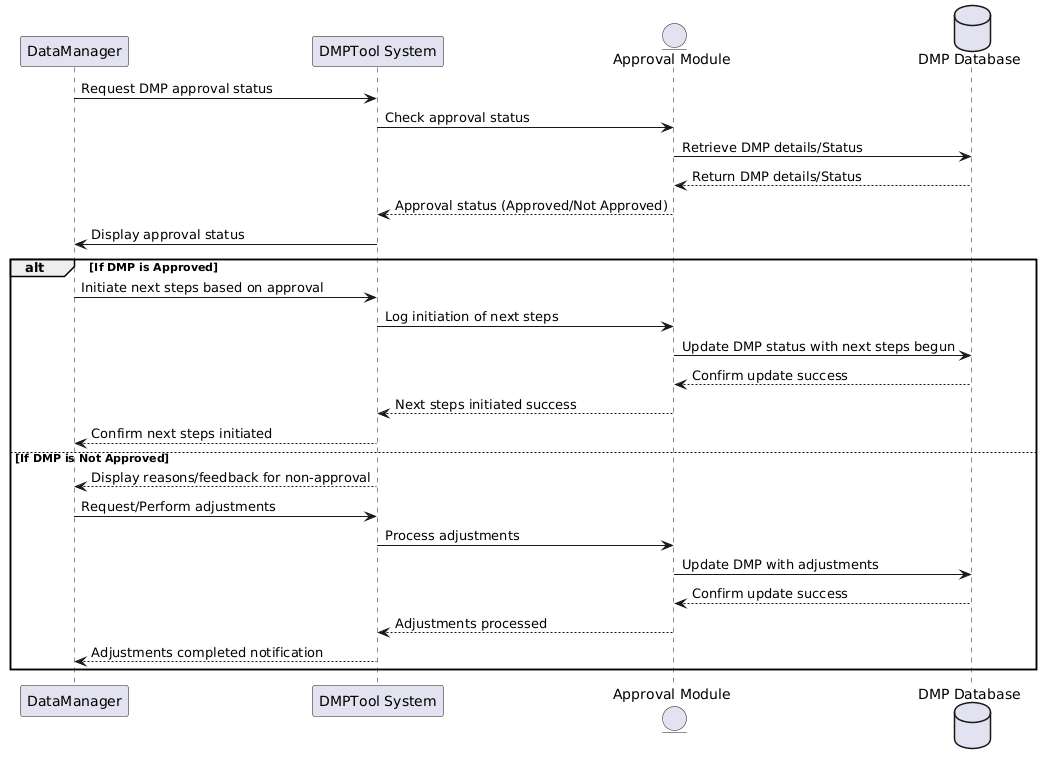 DataManager
DMPTool System
Approval Module
DMP Database
Request DMP approval status
Check approval status
Retrieve DMP details/Status
Return DMP details/Status
Approval status (Approved/Not Approved)
Display approval status
alt [If DMP is Approved]
Initiate next steps based on approval
Log initiation of next steps
Update DMP status with next steps begun
Confirm update success
Next steps initiated success
Confirm next steps initiated
[If DMP is Not Approved]
Display reasons/feedback for non-approval
Request/Perform adjustments
Process adjustments
Update DMP with adjustments
Confirm update success
Adjustments processed
Adjustments completed notification
DataManager
DMPTool System
Approval Module
DMP Database